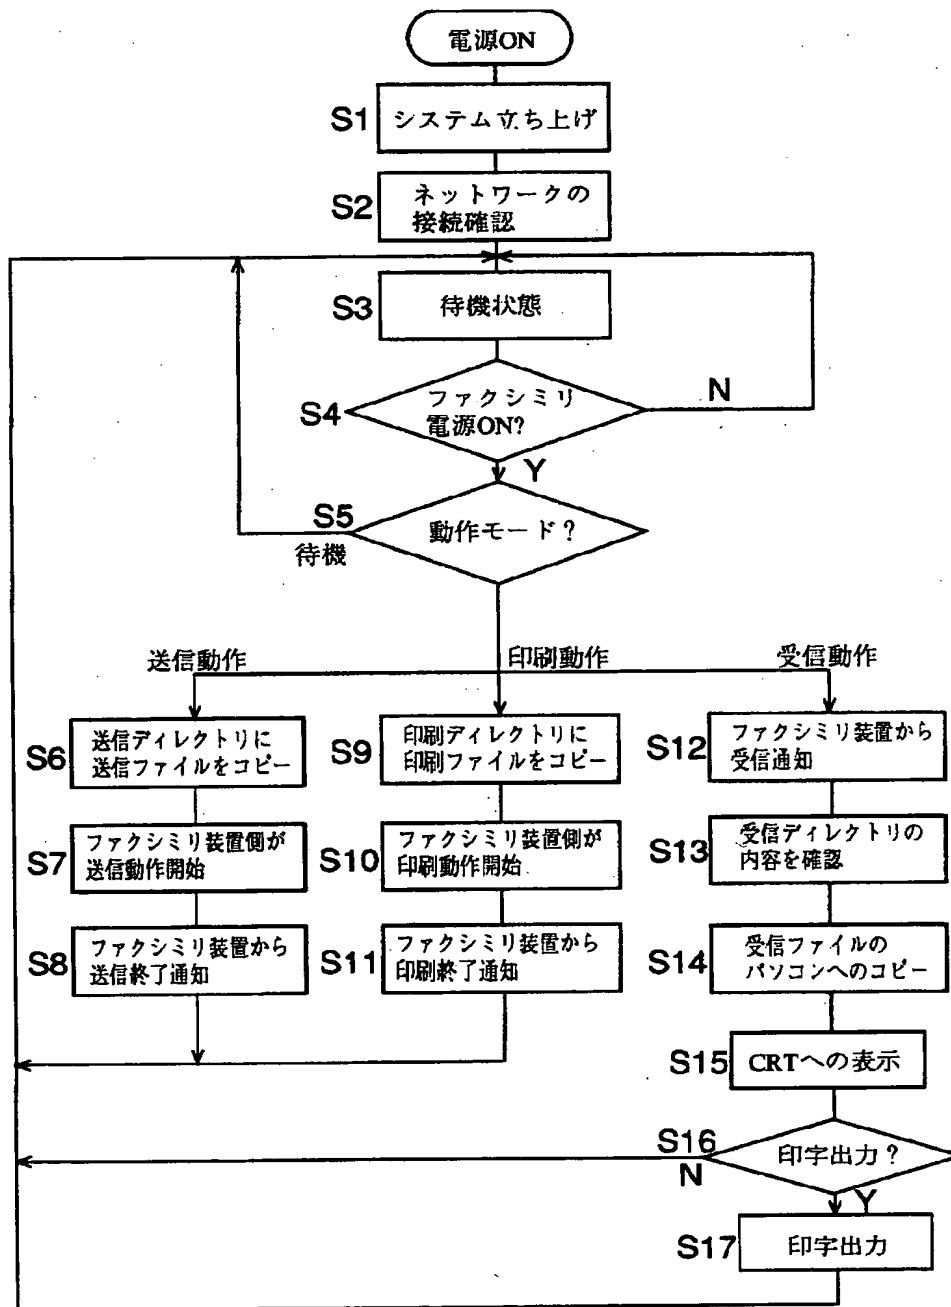 電源ON
S1
システム立ち上げ
S2
ネットワークの
接続確認
S3
待機状態
S4
ファクシミリ
電源ON?
N
Y
S5
動作モード?
待機
送信動作
印刷動作
受信動作
S6
送信ディレクトリに
送信ファイルをコピー
S9
印刷ディレクトリに
印刷ファイルをコピー
S12
ファクシミリ装置から
受信通知
S7
ファクシミリ装置側が
送信動作開始
S10
ファクシミリ装置側が
印刷動作開始
S13
受信ディレクトリの
内容を確認
S8
ファクシミリ装置から
送信終了通知
S11
ファクシミリ装置から
印刷終了通知
S14
受信ファイルの
パソコンへのコピー
S15
CRTへの表示
S16
印字出力?
N
Y
S17
印字出力